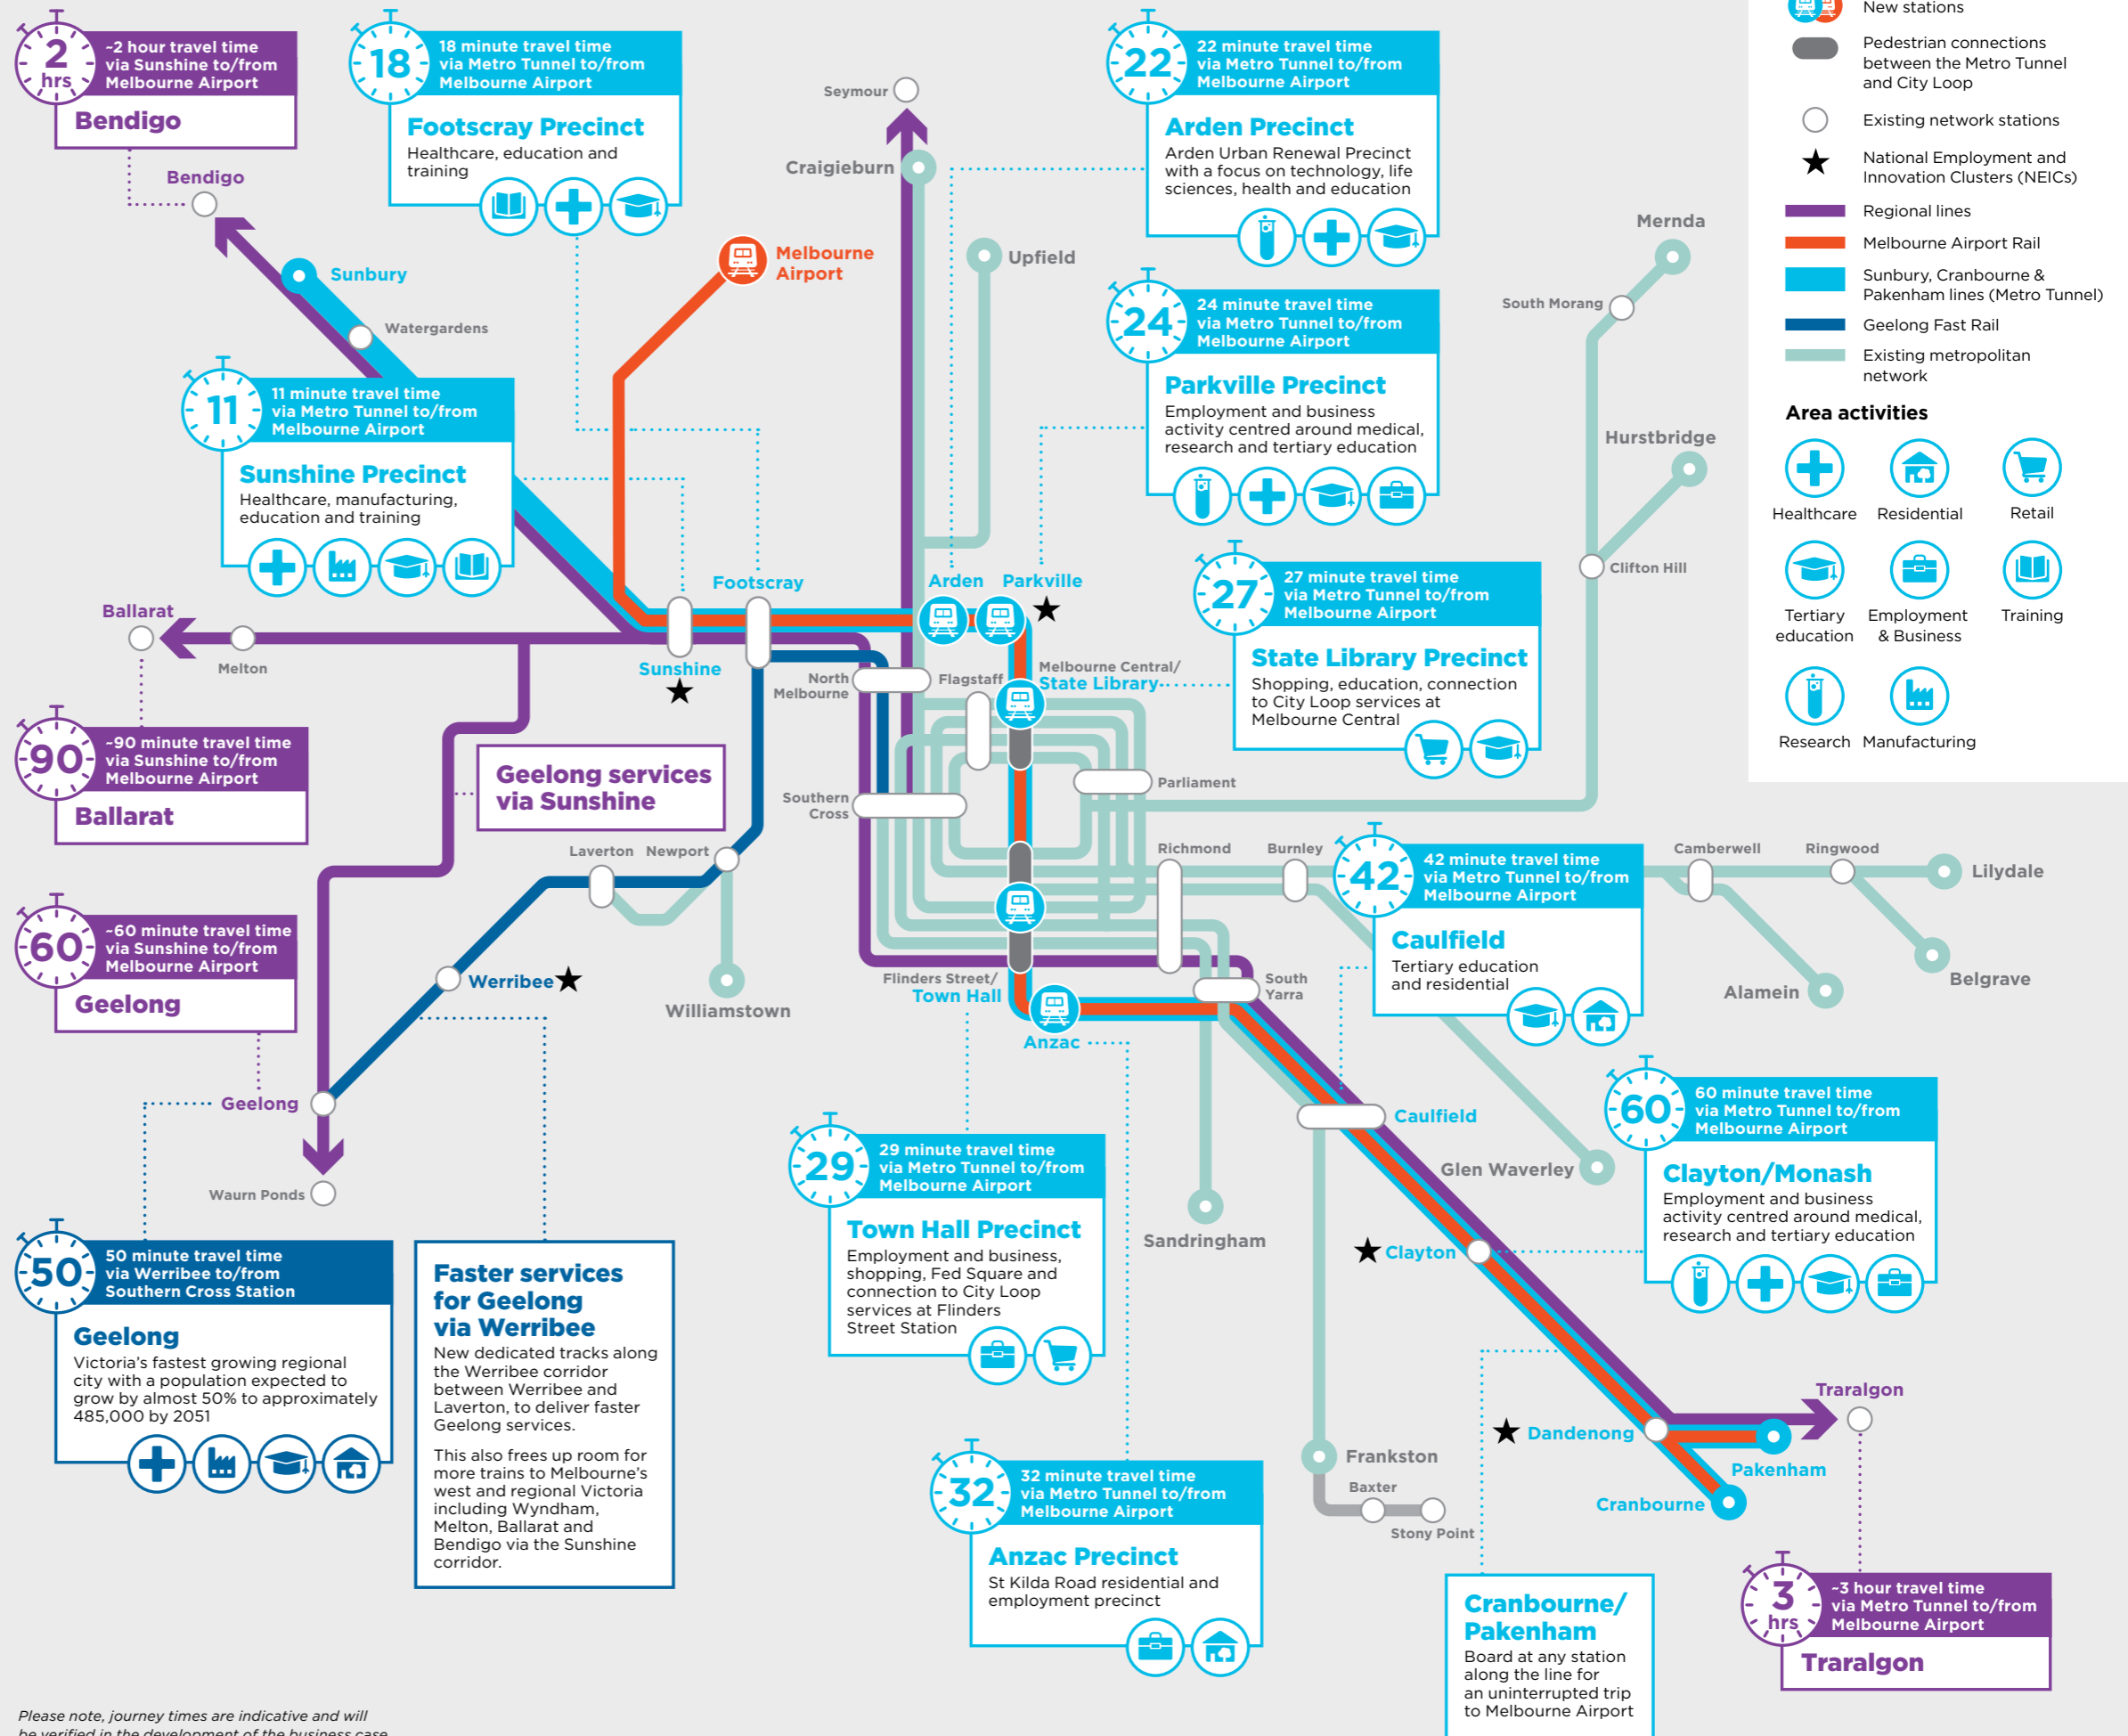 2
hrs
~2 hour travel time
via Sunshine to/from
Melbourne Airport
Bendigo
18
18 minute travel time
via Metro Tunnel to/from
Melbourne Airport
Footscray Precinct
Healthcare, education and
training
22
22 minute travel time
via Metro Tunnel to/from
Melbourne Airport
Arden Precinct
Arden Urban Renewal Precinct
with a focus on technology, life
sciences, health and education
New stations
Pedestrian connections
between the Metro Tunnel
and City Loop
Existing network stations
National Employment and
Innovation Clusters (NEICs)
Regional lines
Melbourne Airport Rail
Sunbury, Cranbourne &
Pakenham lines (Metro Tunnel)
Geelong Fast Rail
Existing metropolitan
network
Area activities
Healthcare
Residential
Retail
Tertiary
education
Employment
& Business
Training
Research
Manufacturing
Seymour
Craigieburn
Upfield
Bendigo
Sunbury
Watergardens
Melbourne
Airport
Mernda
South Morang
Hurstbridge
Clifton Hill
11
11 minute travel time
via Metro Tunnel to/from
Melbourne Airport
Sunshine Precinct
Healthcare, manufacturing,
education and training
24
24 minute travel time
via Metro Tunnel to/from
Melbourne Airport
Parkville Precinct
Employment and business
activity centred around medical,
research and tertiary education
27
27 minute travel time
via Metro Tunnel to/from
Melbourne Airport
State Library Precinct
Shopping, education, connection
to City Loop services at
Melbourne Central
Footscray
Arden
Parkville
Ballarat
Melton
Sunshine
North
Melbourne
Flagstaff
Melbourne Central/
State Library
Southern
Cross
Parliament
90
~90 minute travel time
via Sunshine to/from
Melbourne Airport
Ballarat
Geelong services
via Sunshine
Laverton
Newport
Richmond
Burnley
42
42 minute travel time
via Metro Tunnel to/from
Melbourne Airport
Caulfield
Tertiary education
and residential
Camberwell
Ringwood
Lilydale
Belgrave
Alamein
60
~60 minute travel time
via Sunshine to/from
Melbourne Airport
Geelong
Werribee
Williamstown
Flinders Street/
Town Hall
South
Yarra
Anzac
Geelong
Waurn Ponds
Caulfield
Glen Waverley
Sandringham
Clayton
60
60 minute travel time
via Metro Tunnel to/from
Melbourne Airport
Clayton/Monash
Employment and business
activity centred around medical,
research and tertiary education
29
29 minute travel time
via Metro Tunnel to/from
Melbourne Airport
Town Hall Precinct
Employment and business,
shopping, Fed Square and
connection to City Loop
services at Flinders
Street Station
50
50 minute travel time
via Werribee to/from
Southern Cross Station
Geelong
Victoria's fastest growing regional
city with a population expected to
grow by almost 50% to approximately
485,000 by 2051
Faster services
for Geelong
via Werribee
New dedicated tracks along
the Werribee corridor
between Werribee and
Laverton, to deliver faster
Geelong services.
This also frees up room for
more trains to Melbourne's
west and regional Victoria
including Wyndham,
Melton, Ballarat and
Bendigo via the Sunshine
corridor.
32
32 minute travel time
via Metro Tunnel to/from
Melbourne Airport
Anzac Precinct
St Kilda Road residential and
employment precinct
Frankston
Baxter
Stony Point
Dandenong
Traralgon
Pakenham
Cranbourne
Cranbourne/
Pakenham
Board at any station
along the line for
an uninterrupted trip
to Melbourne Airport
3
hrs
~3 hour travel time
via Metro Tunnel to/from
Melbourne Airport
Traralgon
Please note, journey times are indicative and will
be verified in the development of the business case